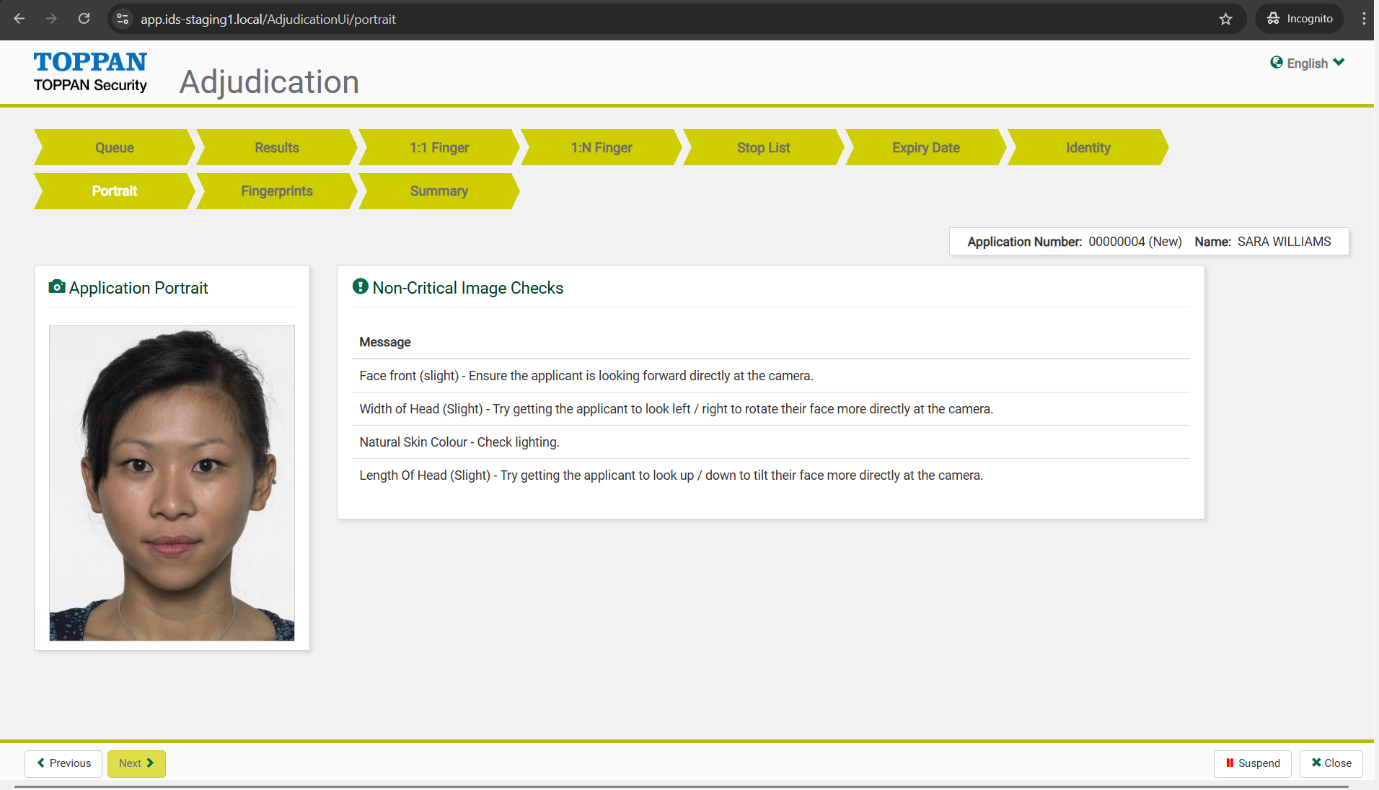 app.ids-staging1.local/AdjudicationUi/portrait
Incognito
TOPPAN
TOPPAN Security
Adjudication
English
Queue
Results
1:1 Finger
1:N Finger
Stop List
Expiry Date
Identity
Portrait
Fingerprints
Summary
Application Number: 00000004 (New) Name: SARA WILLIAMS
Application Portrait
Non-Critical Image Checks
Message
Face front (slight) - Ensure the applicant is looking forward directly at the camera.
Width of Head (Slight) - Try getting the applicant to look left / right to rotate their face more directly at the camera.
Natural Skin Colour - Check lighting.
Length Of Head (Slight) - Try getting the applicant to look up / down to tilt their face more directly at the camera.
Previous
Next
Suspend
Close